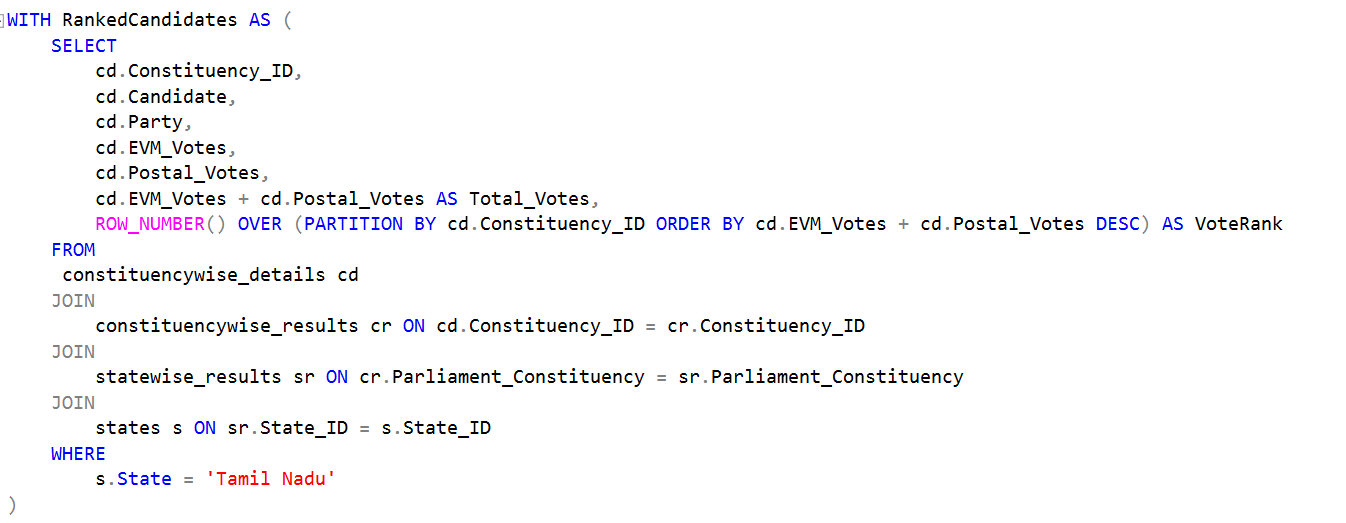 WITH RankedCandidates AS (
    SELECT
        cd.Constituency_ID,
        cd.Candidate,
        cd.Party,
        cd.EVM_Votes,
        cd.Postal_Votes,
        cd.EVM_Votes + cd.Postal_Votes AS Total_Votes,
        ROW_NUMBER() OVER (PARTITION BY cd.Constituency_ID ORDER BY cd.EVM_Votes + cd.Postal_Votes DESC) AS VoteRank
    FROM
     constituencywise_details cd
    JOIN
        constituencywise_results cr ON cd.Constituency_ID = cr.Constituency_ID
    JOIN
        statewise_results sr ON cr.Parliament_Constituency = sr.Parliament_Constituency
    JOIN
        states s ON sr.State_ID = s.State_ID
    WHERE
        s.State = 'Tamil Nadu'
)